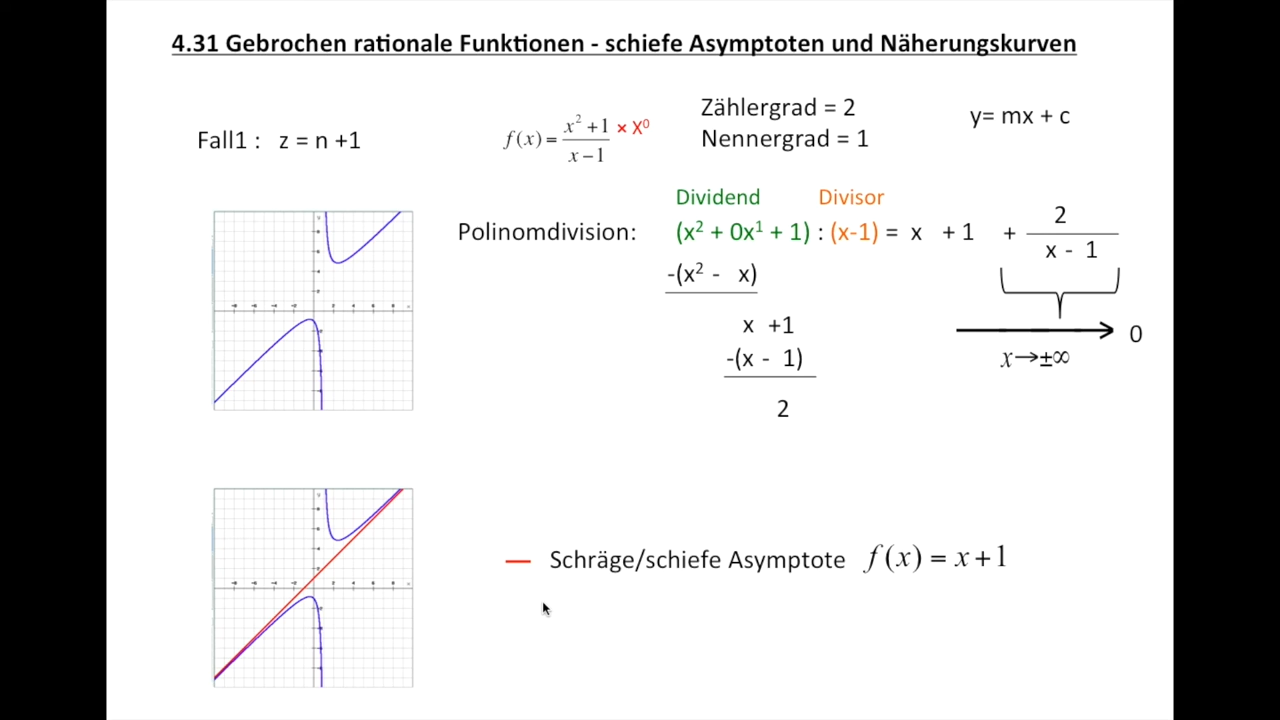 4.31 Gebrochen rationale Funktionen - schiefe Asymptoten und Näherungskurven
Fall1 :   z = n +1
f(x) = (x² +1)/(x −1) × X⁰
Zählergrad = 2
Nennergrad = 1
y= mx + c
Dividend
Divisor
Polinomdivision:   (x² + 0x¹ + 1) : (x-1) =  x   + 1   +   2/(x -  1)
-(x² -   x)
x  +1
-(x -  1)
2
0
x→±∞
Schräge/schiefe Asymptote   f(x) = x+1